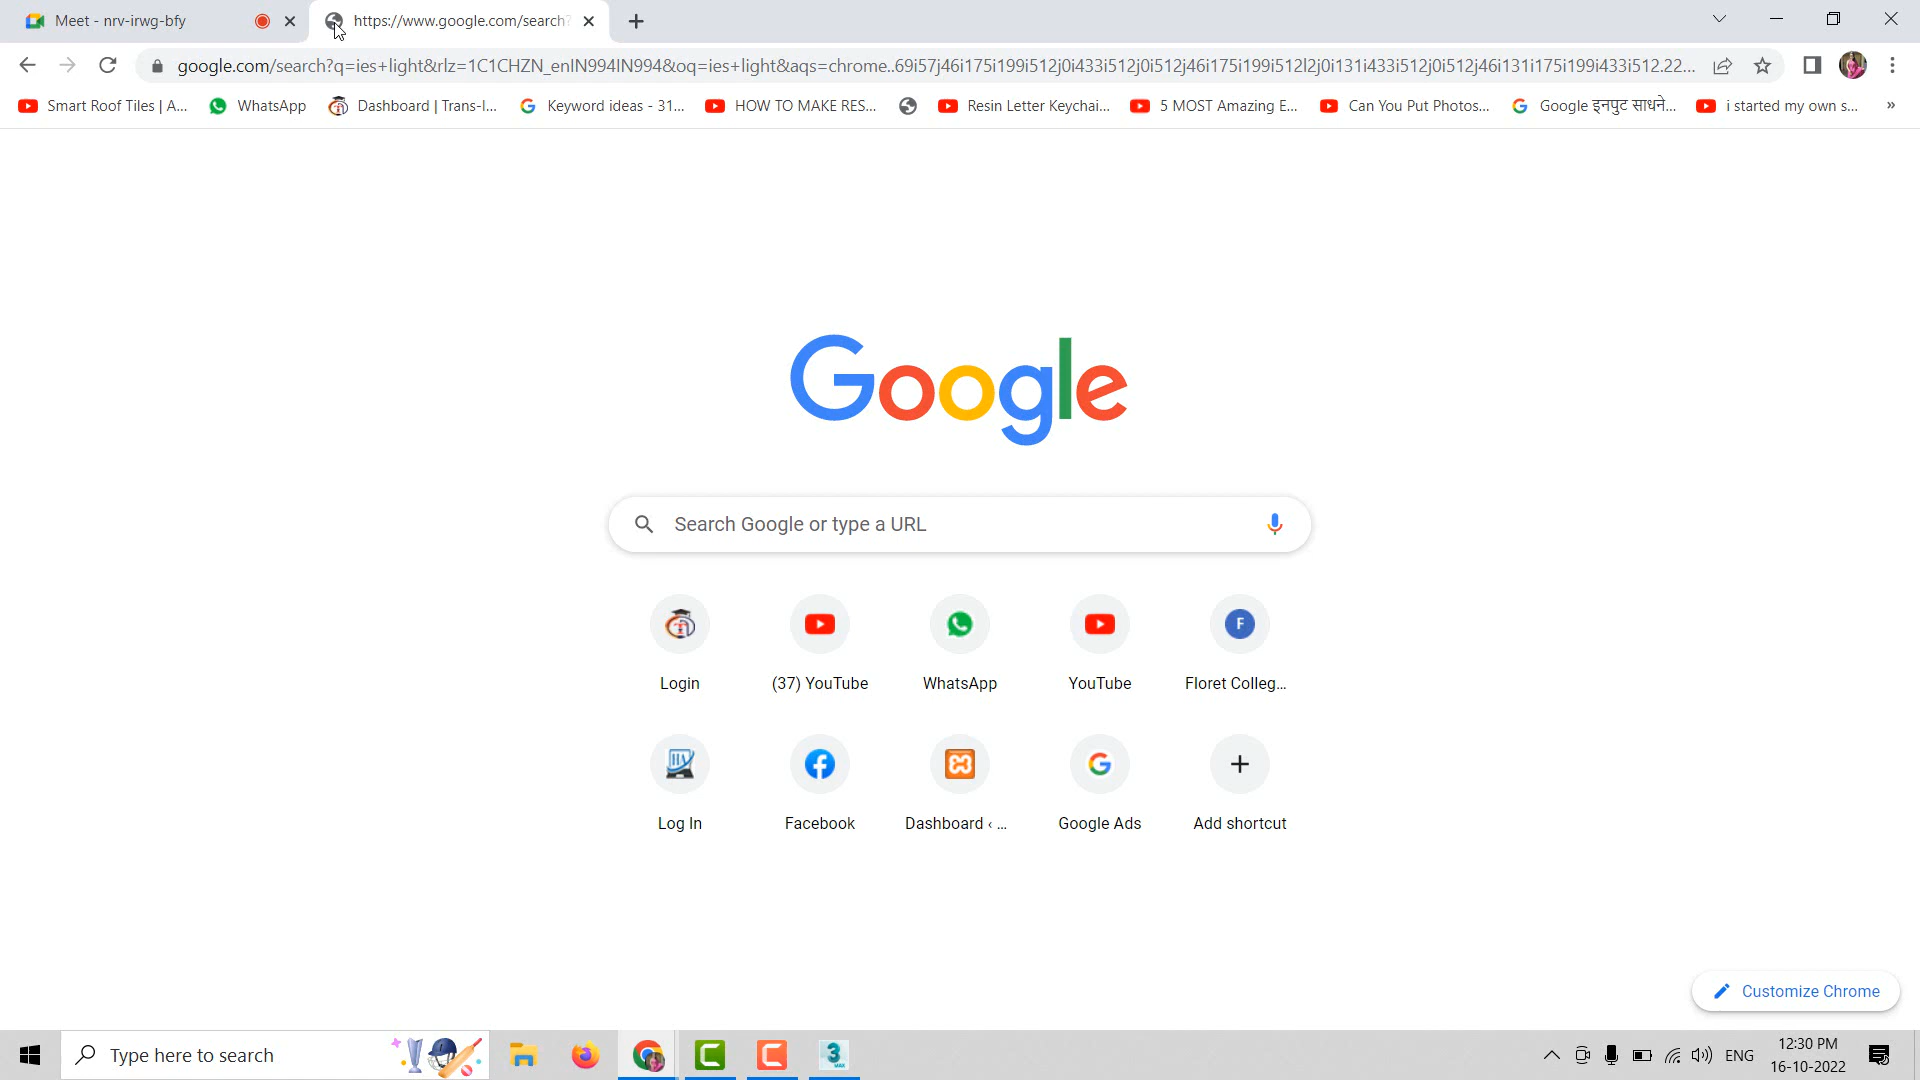 Meet - nrv-irwg-bfy
https://www.google.com/search?
google.com/search?q=ies+light&rlz=1C1CHZN_enIN994IN994&oq=ies+light&aqs=chrome..69i57j46i175i199i512j0i433i512j0i512j46i175i199i512l2j0i131i433i512j0i512j46i131i175i199i433i512.22...
Smart Roof Tiles | A...
WhatsApp
Dashboard | Trans-I...
Keyword ideas - 31...
HOW TO MAKE RES...
Resin Letter Keychai...
5 MOST Amazing E...
Can You Put Photos...
Google इनपुट साधने...
i started my own s...
»
Google
Search Google or type a URL
Login
(37) YouTube
WhatsApp
YouTube
F
Floret Colleg...
Log In
Facebook
Dashboard ‹ ...
Google Ads
Add shortcut
Customize Chrome
Type here to search
3
ENG
12:30 PM
16-10-2022